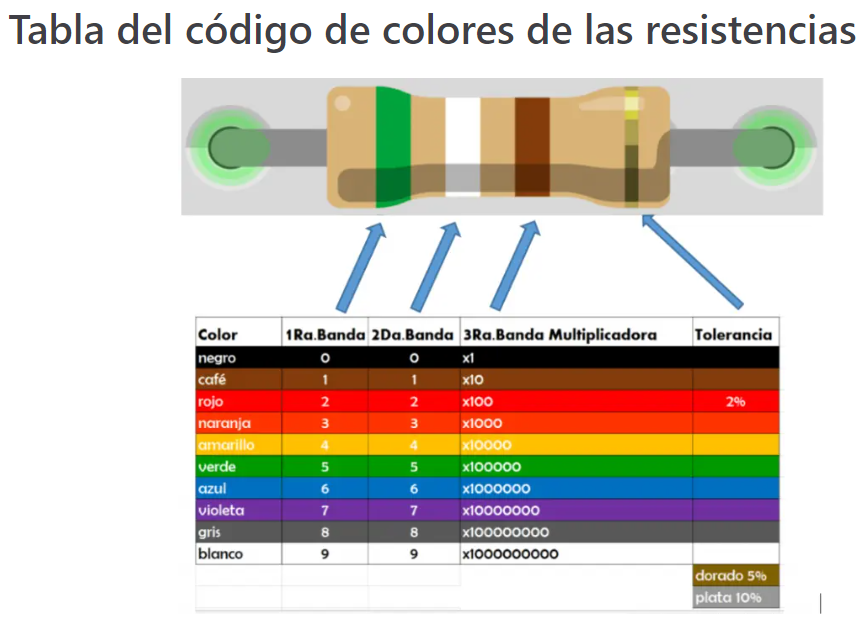 Tabla del código de colores de las resistencias
Color 1Ra.Banda 2Da.Banda 3Ra.Banda Multiplicadora Tolerancia
negro 0 0 x1
café 1 1 x10
rojo 2 2 x100 2%
naranja 3 3 x1000
amarillo 4 4 x10000
verde 5 5 x100000
azul 6 6 x1000000
violeta 7 7 x10000000
gris 8 8 x100000000
blanco 9 9 x1000000000
dorado 5%
plata 10%